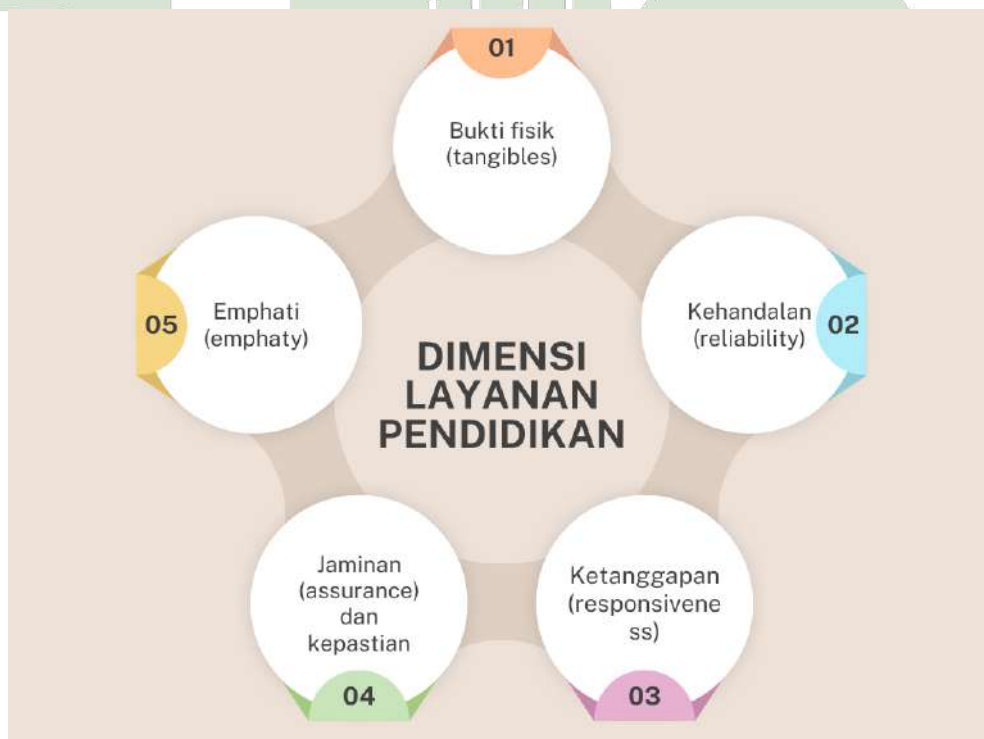 01
Bukti fisik
(tangibles)
Kehandalan
(reliability)
02
Ketanggapan
(responsivene
ss)
03
Jaminan
(assurance)
dan
kepastian
04
Emphati
(emphaty)
05
DIMENSI
LAYANAN
PENDIDIKAN